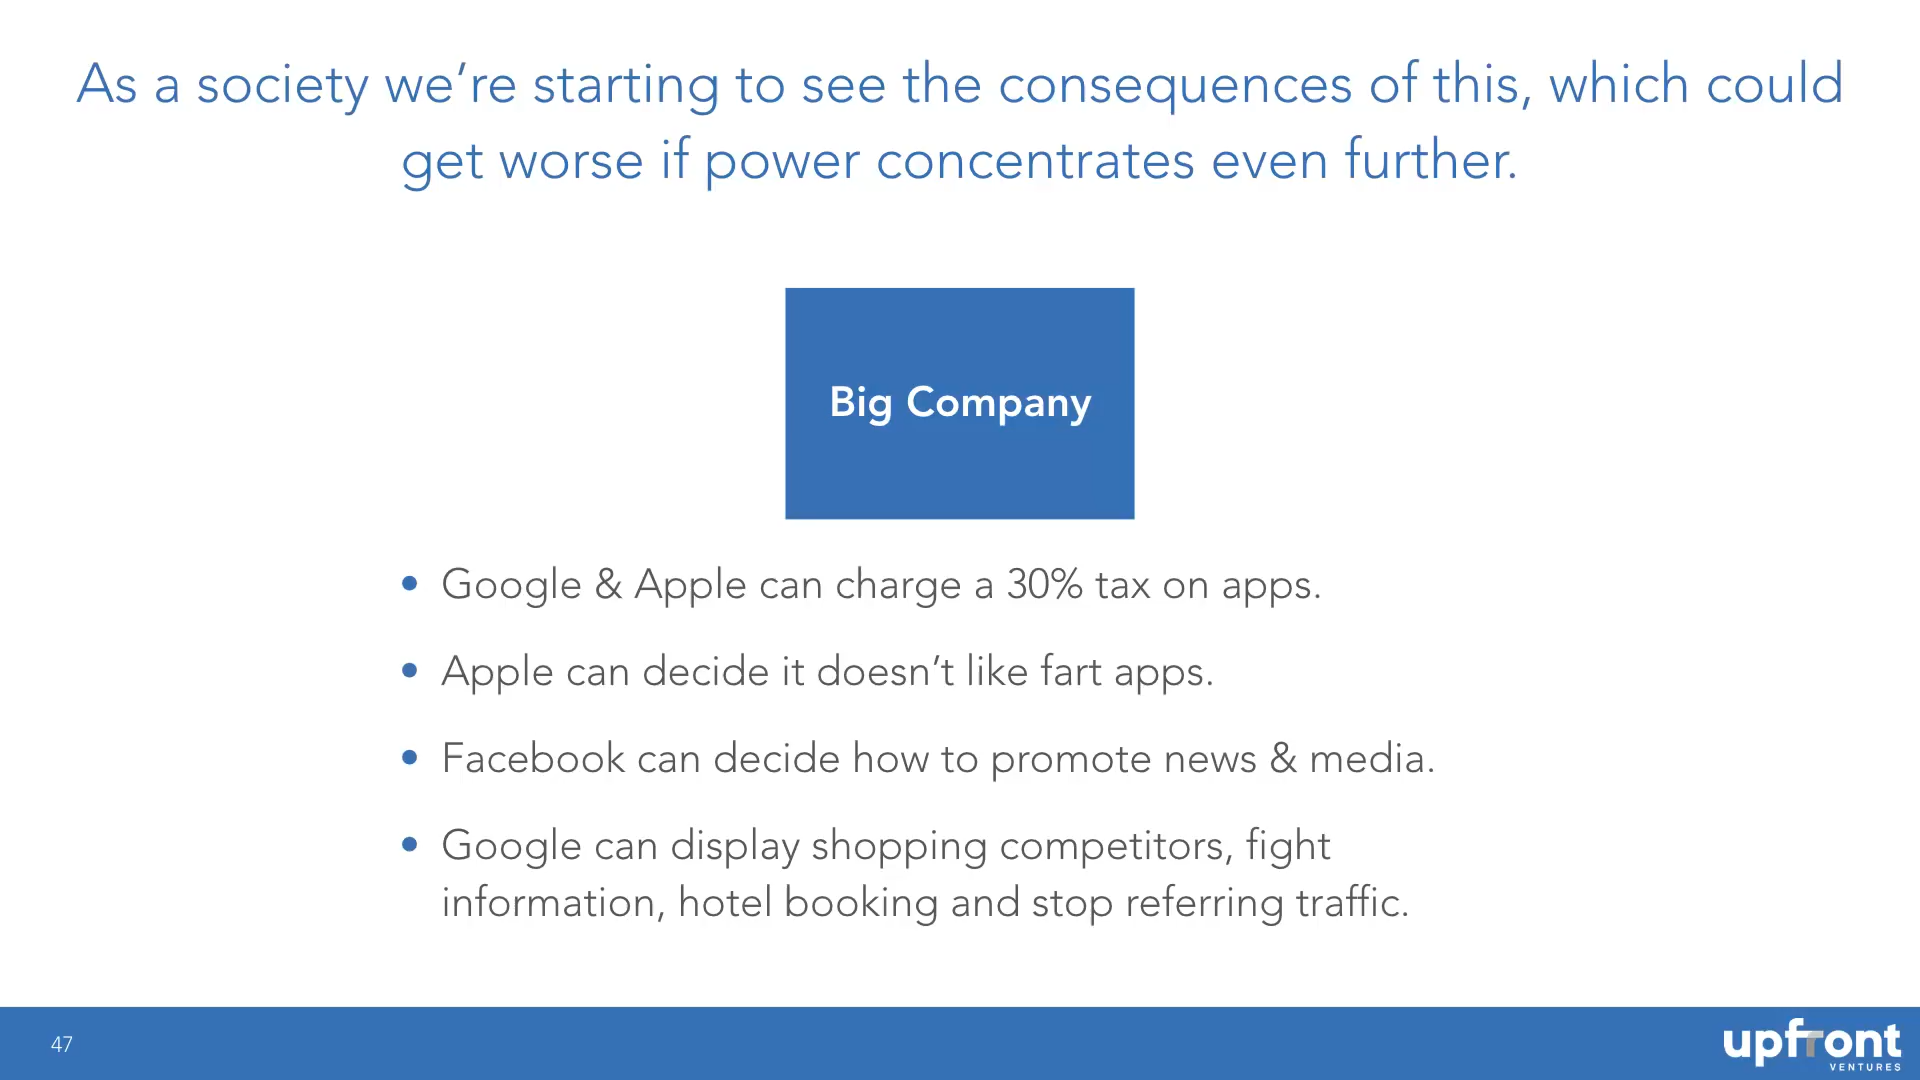 As a society we’re starting to see the consequences of this, which could
get worse if power concentrates even further.
Big Company
• Google & Apple can charge a 30% tax on apps.
• Apple can decide it doesn’t like fart apps.
• Facebook can decide how to promote news & media.
• Google can display shopping competitors, fight
information, hotel booking and stop referring traffic.
47
upfront
VENTURES